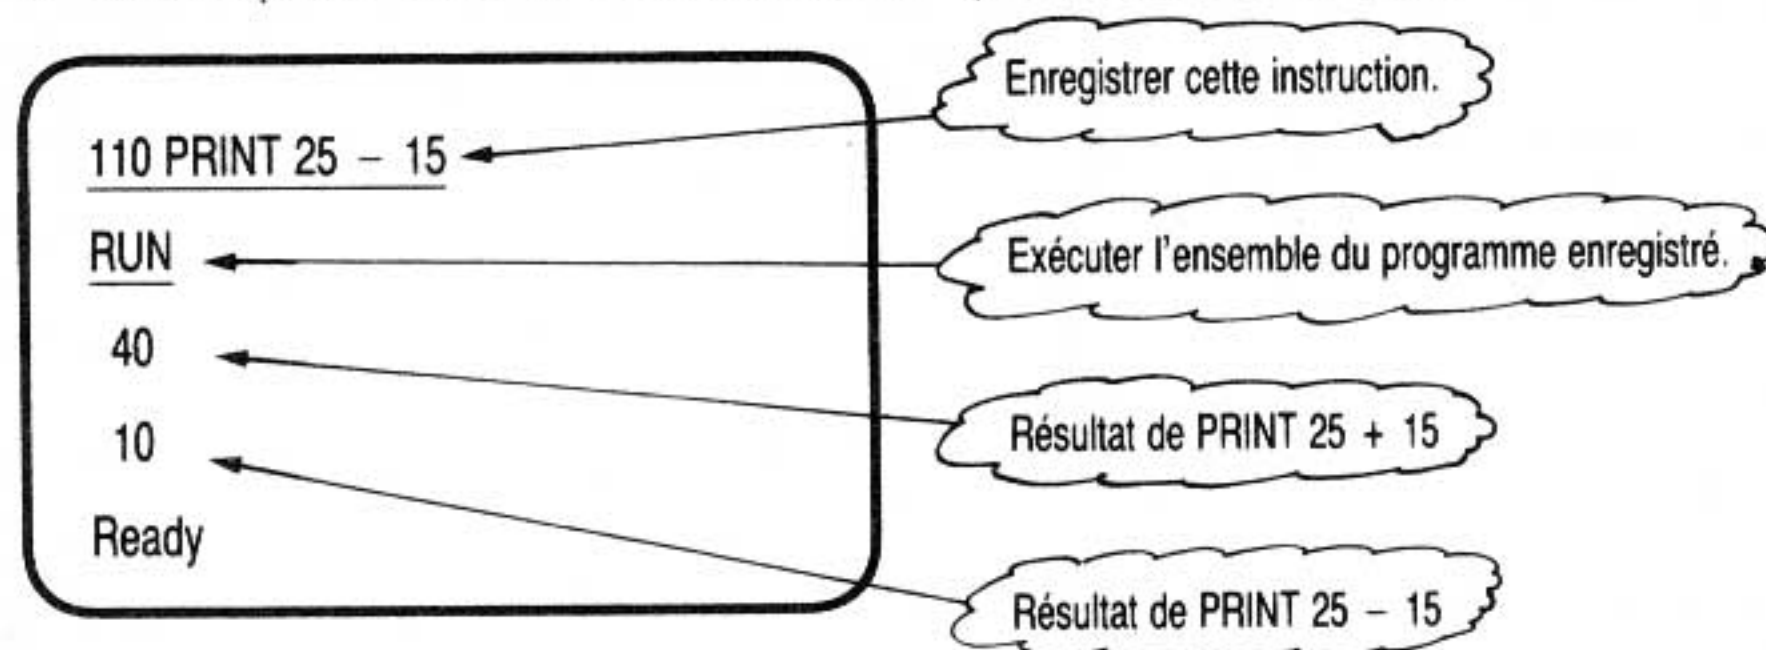 110 PRINT 25 – 15
RUN
40
10
Ready
Enregistrer cette instruction.
Exécuter l'ensemble du programme enregistré.
Résultat de PRINT 25 + 15
Résultat de PRINT 25 – 15